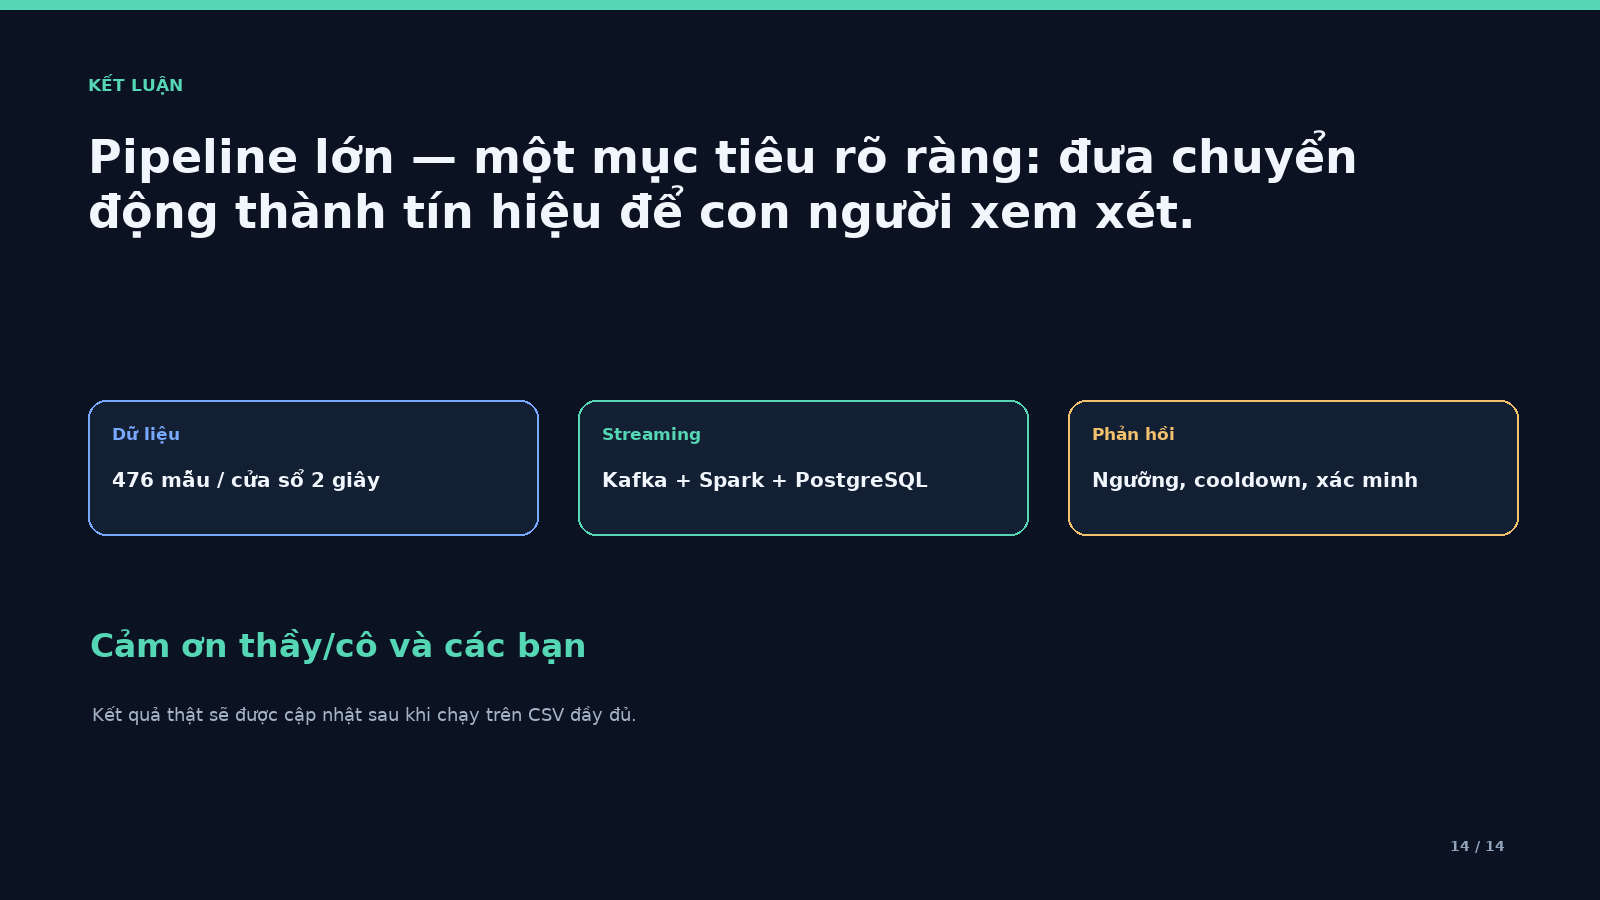 KẾT LUẬN
Pipeline lớn — một mục tiêu rõ ràng: đưa chuyển
động thành tín hiệu để con người xem xét.
Dữ liệu
476 mẫu / cửa sổ 2 giây
Streaming
Kafka + Spark + PostgreSQL
Phản hồi
Ngưỡng, cooldown, xác minh
Cảm ơn thầy/cô và các bạn
Kết quả thật sẽ được cập nhật sau khi chạy trên CSV đầy đủ.
14 / 14